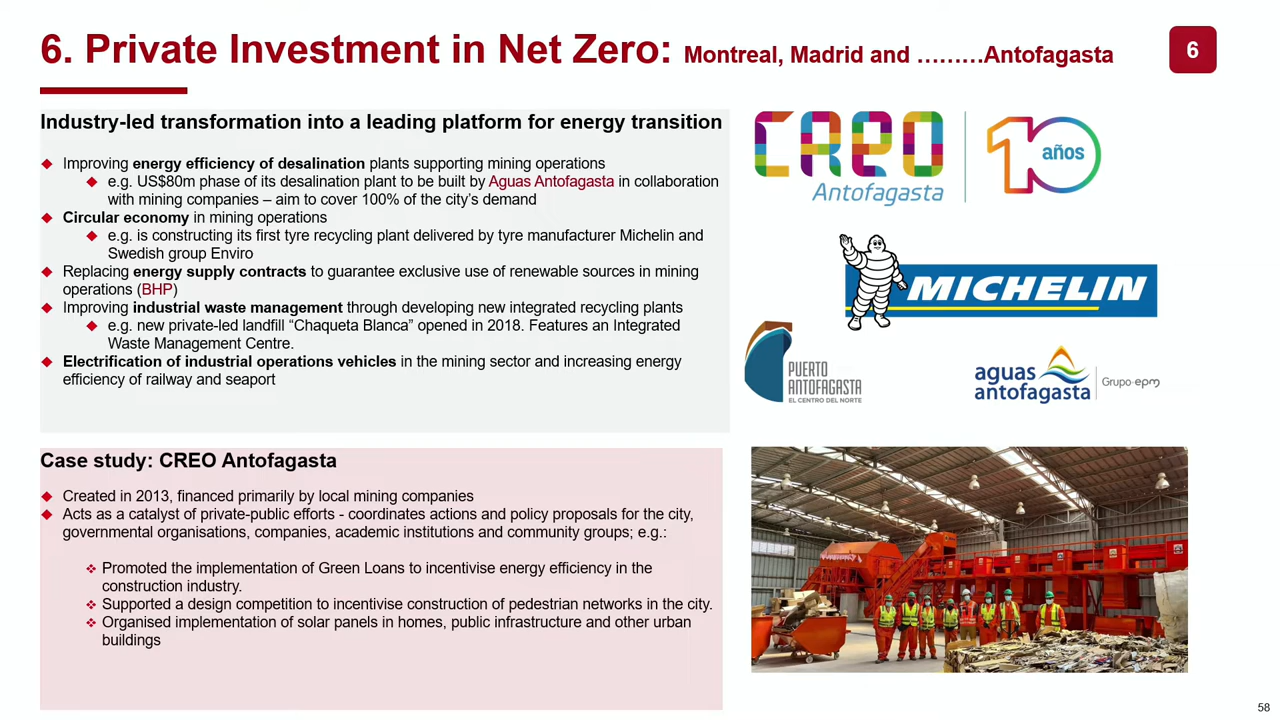 6. Private Investment in Net Zero: Montreal, Madrid and ………Antofagasta
6
Industry-led transformation into a leading platform for energy transition
Improving energy efficiency of desalination plants supporting mining operations
e.g. US$80m phase of its desalination plant to be built by Aguas Antofagasta in collaboration
with mining companies – aim to cover 100% of the city's demand
Circular economy in mining operations
e.g. is constructing its first tyre recycling plant delivered by tyre manufacturer Michelin and
Swedish group Enviro
Replacing energy supply contracts to guarantee exclusive use of renewable sources in mining
operations (BHP)
Improving industrial waste management through developing new integrated recycling plants
e.g. new private-led landfill “Chaqueta Blanca” opened in 2018. Features an Integrated
Waste Management Centre.
Electrification of industrial operations vehicles in the mining sector and increasing energy
efficiency of railway and seaport
CREO
Antofagasta
10
años
MICHELIN
PUERTO
ANTOFAGASTA
EL CENTRO DEL NORTE
aguas
antofagasta
Grupo·epm
Case study: CREO Antofagasta
Created in 2013, financed primarily by local mining companies
Acts as a catalyst of private-public efforts - coordinates actions and policy proposals for the city,
governmental organisations, companies, academic institutions and community groups; e.g.:
Promoted the implementation of Green Loans to incentivise energy efficiency in the
construction industry.
Supported a design competition to incentivise construction of pedestrian networks in the city.
Organised implementation of solar panels in homes, public infrastructure and other urban
buildings
58